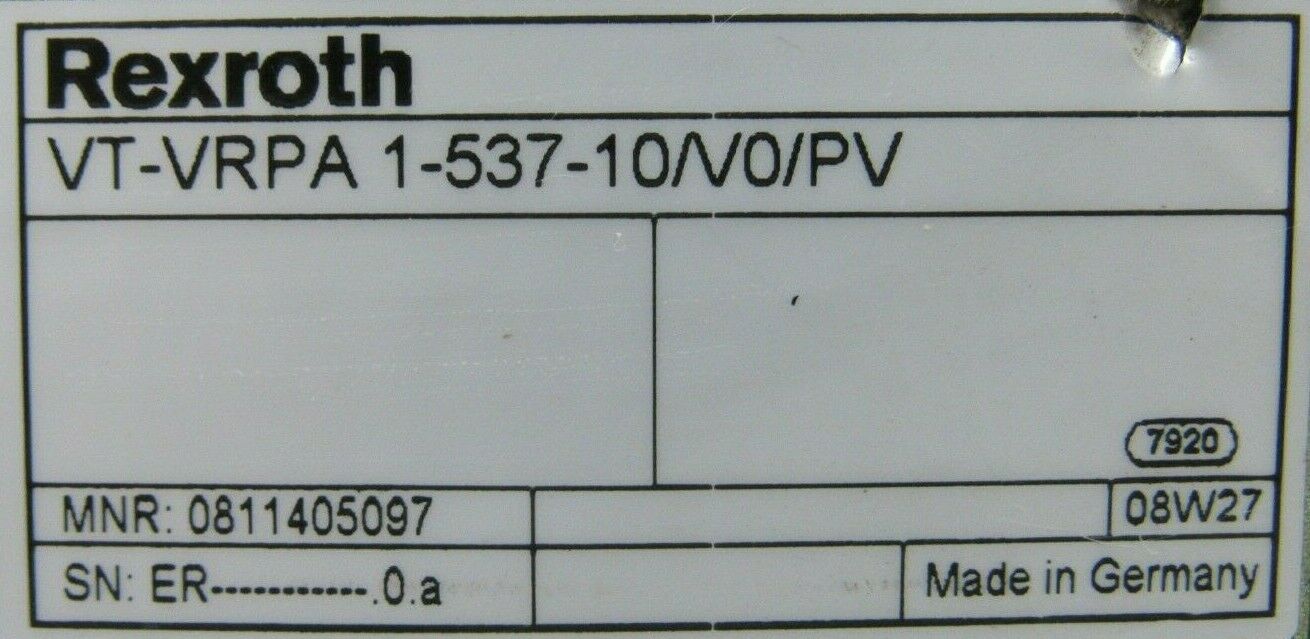 Rexroth
VT-VRPA 1-537-10/V0/PV
7920
MNR: 0811405097
08W27
SN: ER-----------.0.a
Made in Germany